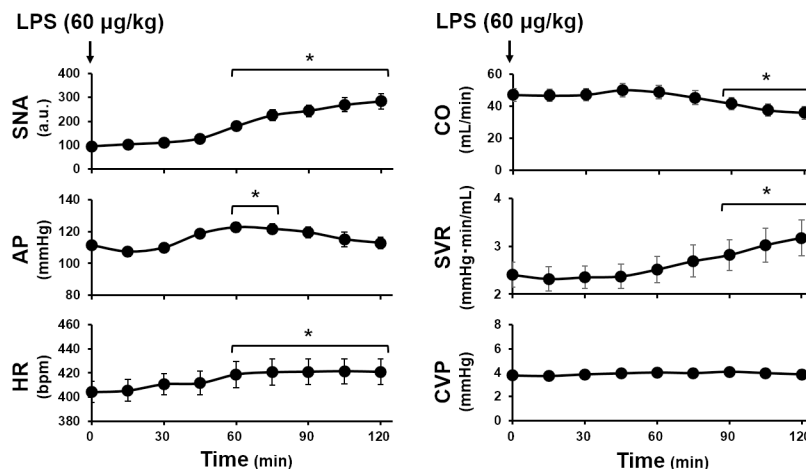 LPS (60 µg/kg)
*
SNA
(a.u.)
400
300
200
100
0
*
AP
(mmHg)
140
120
100
80
*
HR
(bpm)
460
440
420
400
380
0
30
60
90
120
Time (min)
LPS (60 µg/kg)
*
CO
(mL/min)
60
40
20
0
*
SVR
(mmHg·min/mL)
4
3
2
CVP
(mmHg)
8
6
4
2
0
0
30
60
90
120
Time (min)